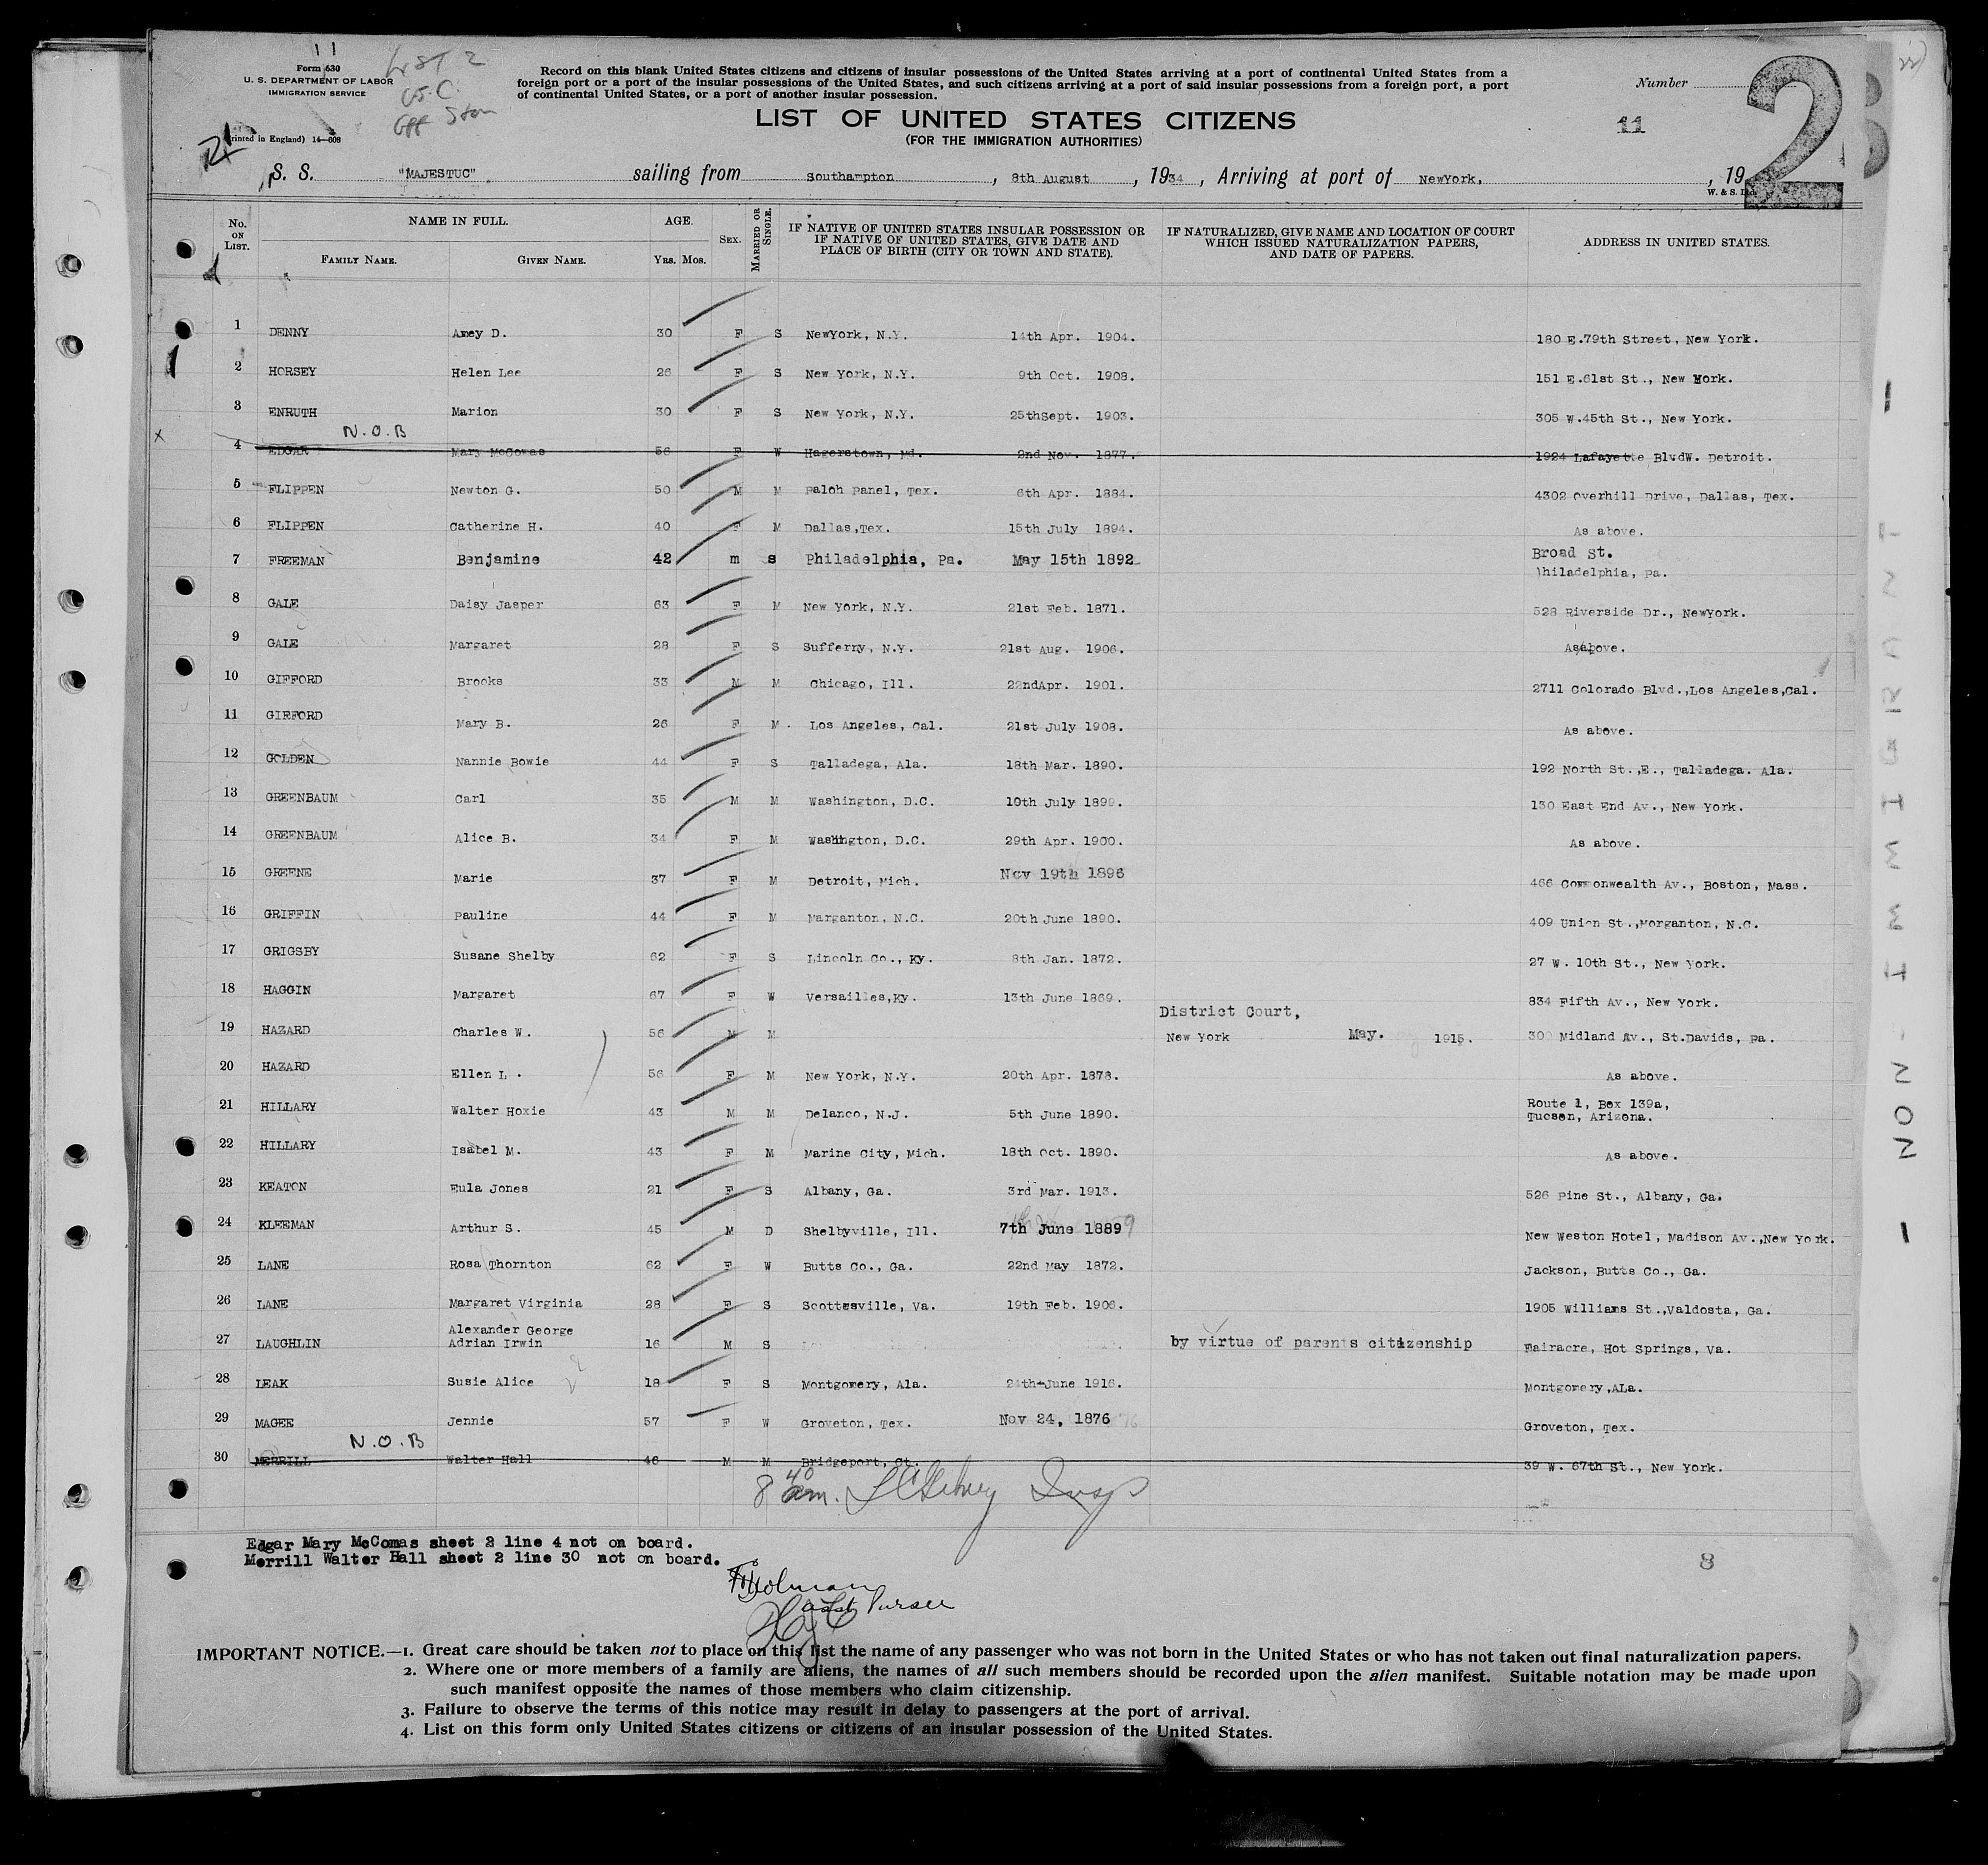 11
Form 630
U. S. DEPARTMENT OF LABOR
IMMIGRATION SERVICE
LIST 2
U.S.C.
(Printed in England) 14—608
Record on this blank United States citizens and citizens of insular possessions of the United States arriving at a port of continental United States from a
foreign port or a port of the insular possessions of the United States, and such citizens arriving at a port of said insular possessions from a foreign port, a port
of continental United States, or a port of another insular possession.
Number
2
LIST OF UNITED STATES CITIZENS
(FOR THE IMMIGRATION AUTHORITIES)
11
S. S. "MAJESTUC" sailing from Southampton, 8th August, 1934, Arriving at port of NewYork, , 19
W. & S. Ltd.
No. ON LIST. NAME IN FULL. FAMILY NAME. GIVEN NAME. AGE. YRS. MOS. SEX. MARRIED OR SINGLE. IF NATIVE OF UNITED STATES INSULAR POSSESSION OR IF NATIVE OF UNITED STATES, GIVE DATE AND PLACE OF BIRTH (CITY OR TOWN AND STATE). IF NATURALIZED, GIVE NAME AND LOCATION OF COURT WHICH ISSUED NATURALIZATION PAPERS, AND DATE OF PAPERS. ADDRESS IN UNITED STATES.
1 DENNY Amey D. 30 F S NewYork, N.Y. 14th Apr. 1904. 180 E.79th Street, New York.
2 HORSEY Helen Lee 26 F S New York, N.Y. 9th Oct. 1908. 151 E.61st St., New York.
3 ENRUTH Marion 30 F S New York, N.Y. 25thSept. 1903. 305 W.45th St., New York.
N.O.B
x 4 EDGAR Mary McComas 56 F W Hagerstown, Md. 2nd Nov. 1877. 1924 Lafayette BlvdW. Detroit.
5 FLIPPEN Newton G. 50 M M Paloh Panel, Tex. 6th Apr. 1884. 4302 Overhill Drive, Dallas, Tex.
6 FLIPPEN Catherine H. 40 F M Dallas,Tex. 15th July 1894. As above.
7 FREEMAN Benjamine 42 m s Philadelphia, Pa. May 15th 1892 Broad St.
Philadelphia, Pa.
8 GALE Daisy Jasper 63 F M New York, N.Y. 21st Feb. 1871. 528 Riverside Dr., NewYork.
9 GALE Margaret 28 F S Sufferny, N.Y. 21st Aug. 1906. As above.
10 GIFFORD Brooks 33 M M Chicago, Ill. 22ndApr. 1901. 2711 Colorado Blvd.,Los Angeles,Cal.
11 GIFFORD Mary B. 26 F M. Los Angeles, Cal. 21st July 1908. As above.
12 GOLDEN Nannie Bowie 44 F S Talladega, Ala. 18th Mar. 1890. 192 North St.,E., Talladega. Ala.
13 GREENBAUM Carl 35 M M Washington, D.C. 10th July 1899. 130 East End Av., New York.
14 GREENBAUM Alice B. 34 F M Washington, D.C. 29th Apr. 1900. As above.
15 GREENE Marie 37 F M Detroit, Mich. Nov 19th 1896 466 Commonwealth Av., Boston, Mass.
16 GRIFFIN Pauline 44 F M Marganton, N.C. 20th June 1890. 409 Union St.,Morganton, N.C.
17 GRIGSBY Susane Shelby 62 F S Lincoln Co., Ky. 8th Jan. 1872. 27 W. 10th St., New York.
18 HAGGIN Margaret 67 F W Versailles,Ky. 13th June 1869. 834 Fifth Av., New York.
District Court,
19 HAZARD Charles W. 56 M M New York May. 1915. 300 Midland Av., St.Davids, Pa.
20 HAZARD Ellen L . 56 F M New York, N.Y. 20th Apr. 1878. As above.
21 HILLARY Walter Hoxie 43 M M Delanco, N.J. 5th June 1890. Route 1, Box 139a,
Tucson, Arizona.
22 HILLARY Isabel M. 43 F M Marine City, Mich. 18th Oct. 1890. As above.
23 KEATON Eula Jones 21 F S Albany, Ga. 3rd Mar. 1913. 526 Pine St., Albany, Ga.
24 KLEEMAN Arthur S. 45 M D Shelbyville, Ill. 7th June 1889 New Weston Hotel, Madison Av.,New York.
25 LANE Rosa Thornton 62 F W Butts Co., Ga. 22nd May 1872. Jackson, Butts Co., Ga.
26 LANE Margaret Virginia 28 F S Scottesville, Va. 19th Feb. 1906. 1905 Williams St.,Valdosta, Ga.
Alexander George
27 LAUGHLIN Adrian Irwin 16 M S by virtue of parents citizenship Fairacre, Hot Springs, Va.
28 LEAK Susie Alice 18 F S Montgomery, Ala. 24th June 1916. Montgomery,ALa.
29 MAGEE Jennie 57 F W Groveton, Tex. Nov 24, 1876 Groveton, Tex.
N.O.B
30 MERRILL Walter Hall 46 M M Bridgeport, Ct. 39 W. 67th St., New York.
8 40 am. Insp
Edgar Mary McComas sheet 2 line 4 not on board.
Merrill Walter Hall sheet 2 line 30 not on board.
8
Holman
asst Purser
IMPORTANT NOTICE.—1. Great care should be taken not to place on this list the name of any passenger who was not born in the United States or who has not taken out final naturalization papers.
2. Where one or more members of a family are aliens, the names of all such members should be recorded upon the alien manifest. Suitable notation may be made upon
such manifest opposite the names of those members who claim citizenship.
3. Failure to observe the terms of this notice may result in delay to passengers at the port of arrival.
4. List on this form only United States citizens or citizens of an insular possession of the United States.